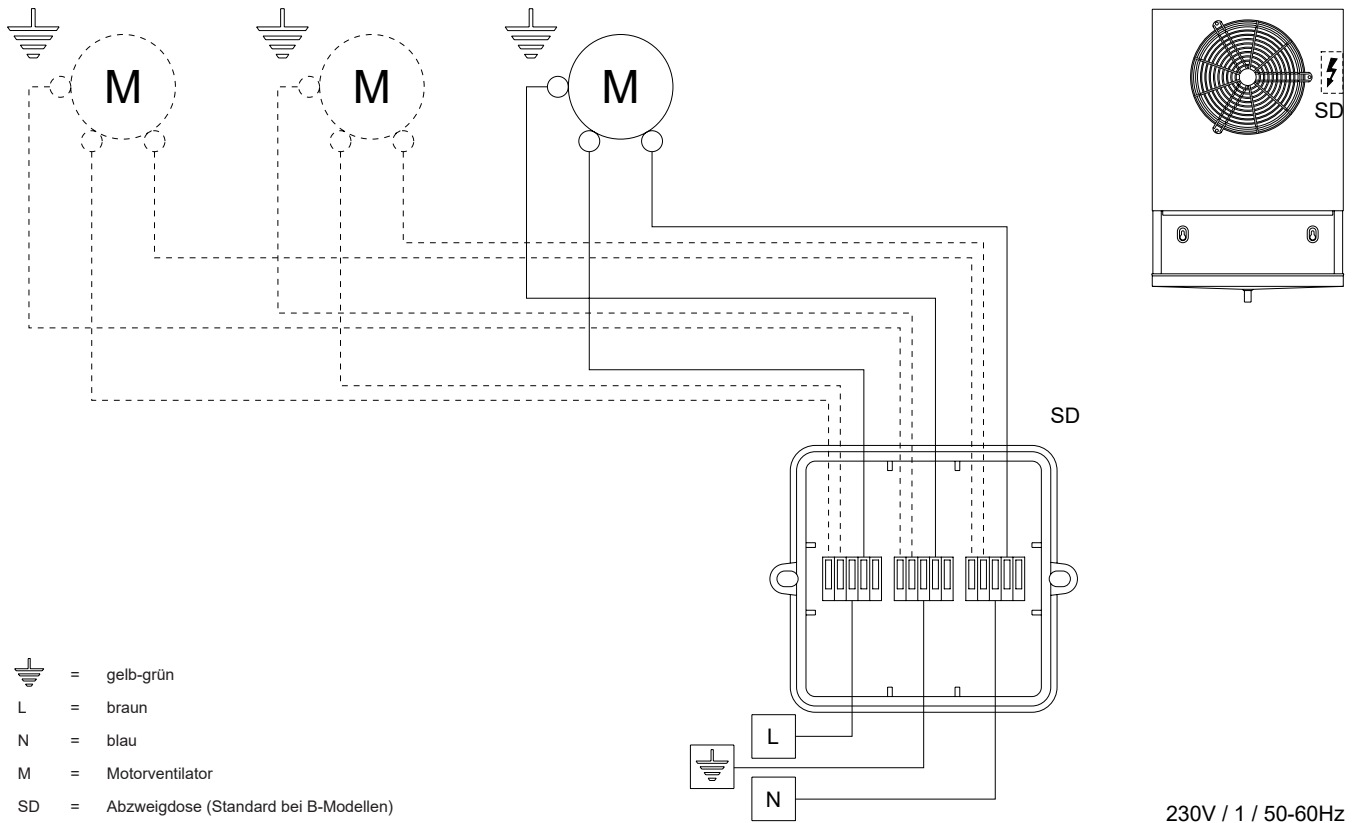 M M M
SD
SD
= gelb-grün
L = braun
N = blau
M = Motorventilator
SD = Abzweigdose (Standard bei B-Modellen)
L
N
230V / 1 / 50-60Hz